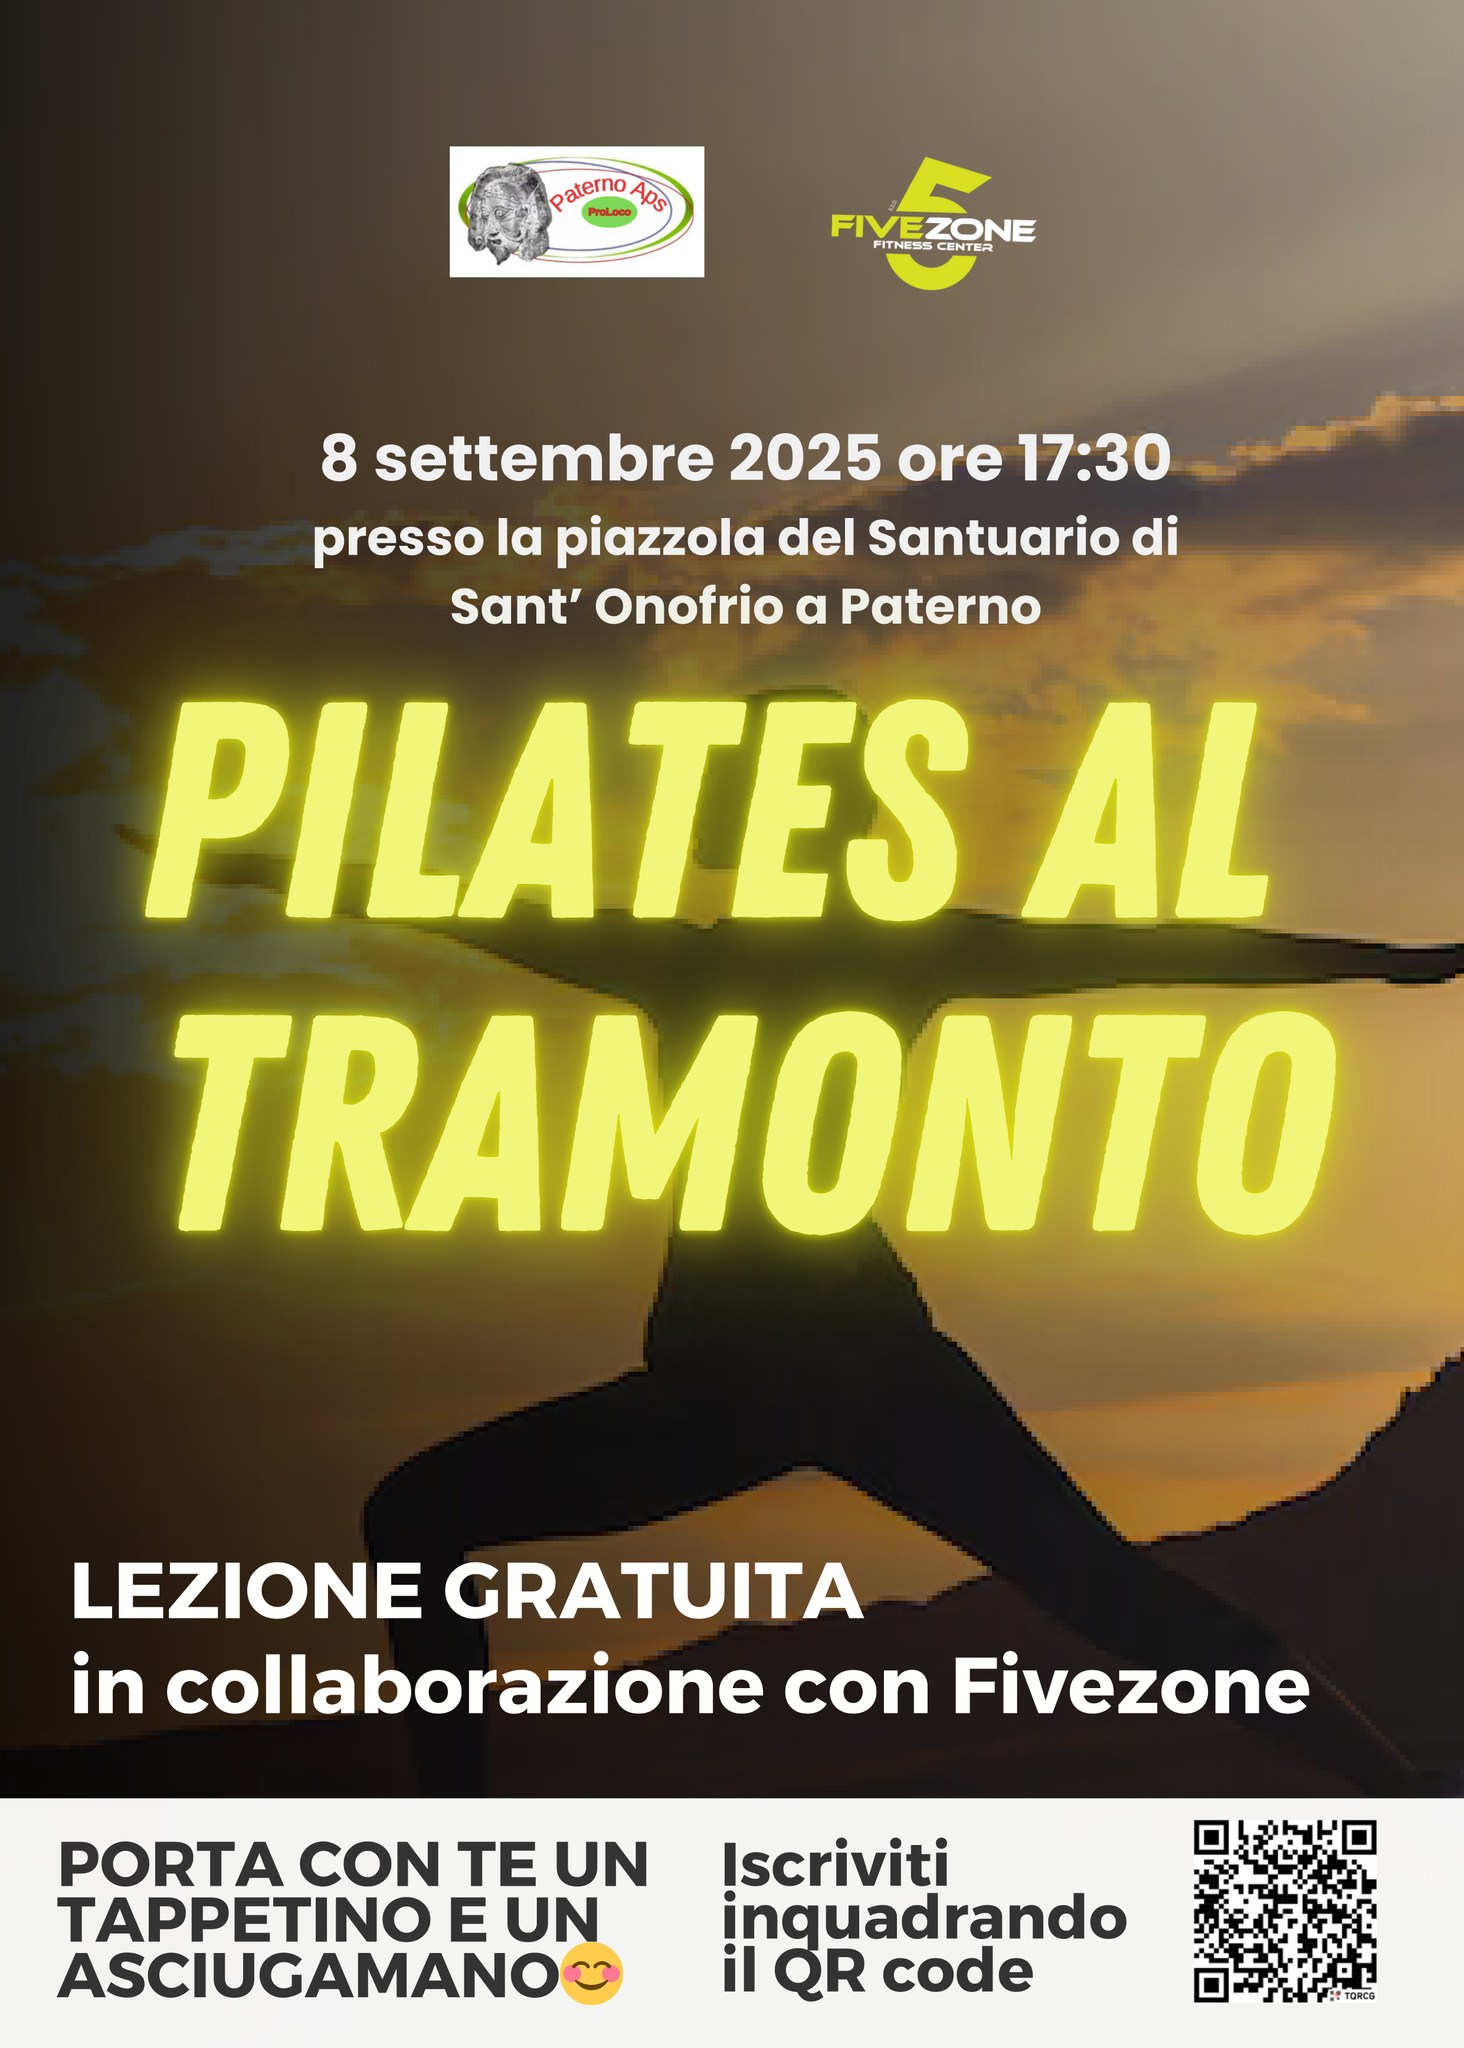 Paterno Aps
ProLoco
5
SSD
FIVEZONE
FITNESS CENTER
8 settembre 2025 ore 17:30
presso la piazzola del Santuario di
Sant’ Onofrio a Paterno
PILATES AL
TRAMONTO
LEZIONE GRATUITA
in collaborazione con Fivezone
PORTA CON TE UN
TAPPETINO E UN
ASCIUGAMANO😊
Iscriviti
inquadrando
il QR code
TQRCG